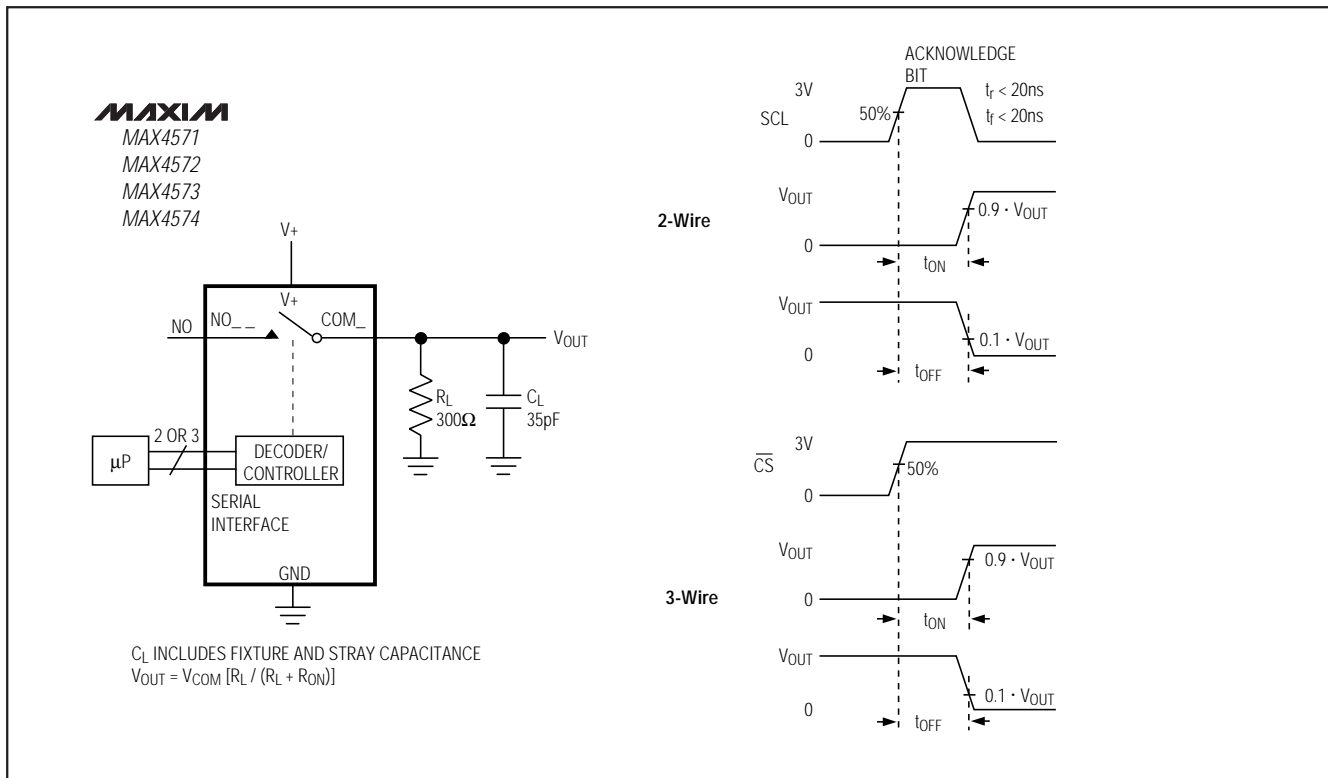 MAXIM
MAX4571
MAX4572
MAX4573
MAX4574
V+
V+
NO
NO_ _
COM_
VOUT
RL
300Ω
CL
35pF
2 OR 3
μP
DECODER/
CONTROLLER
SERIAL
INTERFACE
GND
CL INCLUDES FIXTURE AND STRAY CAPACITANCE
VOUT = VCOM [RL / (RL + RON)]
ACKNOWLEDGE
BIT
3V
tr < 20ns
SCL
50%
tf < 20ns
0
2-Wire
VOUT
0.9 · VOUT
0
tON
VOUT
0.1 · VOUT
0
tOFF
3V
CS
50%
0
3-Wire
VOUT
0.9 · VOUT
0
tON
VOUT
0.1 · VOUT
0
tOFF